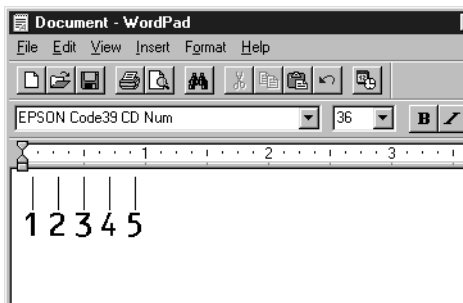 Document - WordPad
File Edit View Insert Format Help
EPSON Code39 CD Num 36 B I
1 2 3
1 2 3 4 5